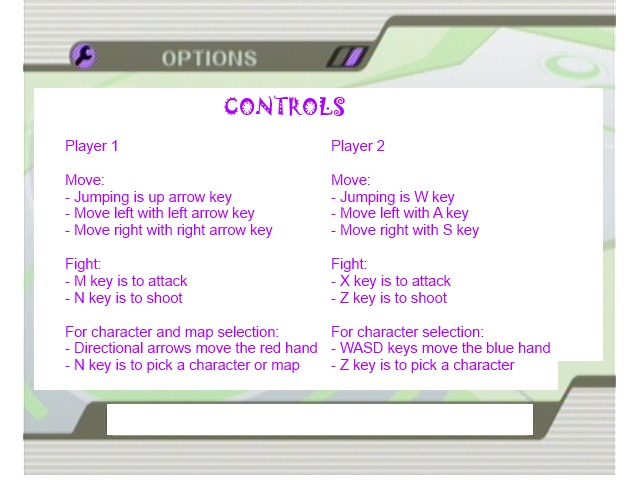 OPTIONS
CONTROLS
Player 1
Move:
- Jumping is up arrow key
- Move left with left arrow key
- Move right with right arrow key
Fight:
- M key is to attack
- N key is to shoot
For character and map selection:
- Directional arrows move the red hand
- N key is to pick a character or map
Player 2
Move:
- Jumping is W key
- Move left with A key
- Move right with S key
Fight:
- X key is to attack
- Z key is to shoot
For character selection:
- WASD keys move the blue hand
- Z key is to pick a character